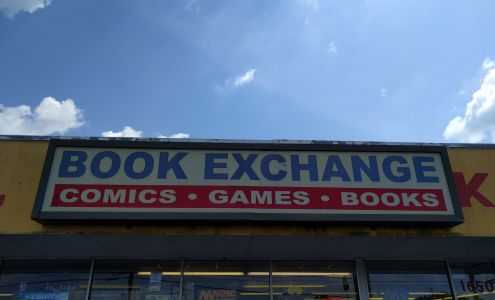 BOOK EXCHANGE
COMICS • GAMES • BOOKS